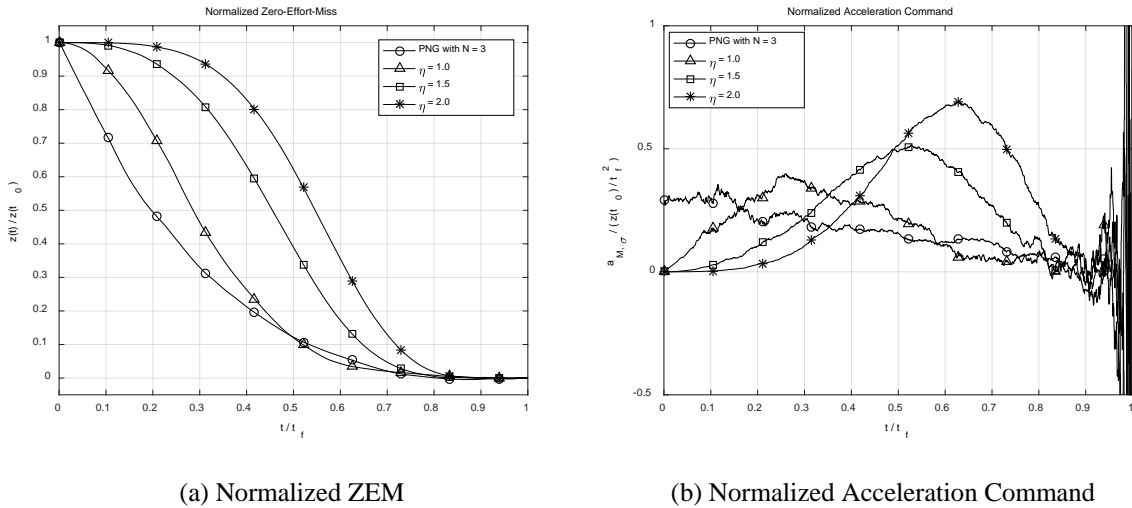 Normalized Zero-Effort-Miss
1
0.9
0.8
0.7
0.6
0.5
0.4
0.3
0.2
0.1
0
z(t) / z(t 0)
0 0.1 0.2 0.3 0.4 0.5 0.6 0.7 0.8 0.9 1
t / t f
PNG with N = 3
η = 1.0
η = 1.5
η = 2.0
(a) Normalized ZEM
Normalized Acceleration Command
1
0.5
0
-0.5
a M, σ / (z(t 0) / t f 2)
0 0.1 0.2 0.3 0.4 0.5 0.6 0.7 0.8 0.9 1
t / t f
PNG with N = 3
η = 1.0
η = 1.5
η = 2.0
(b) Normalized Acceleration Command